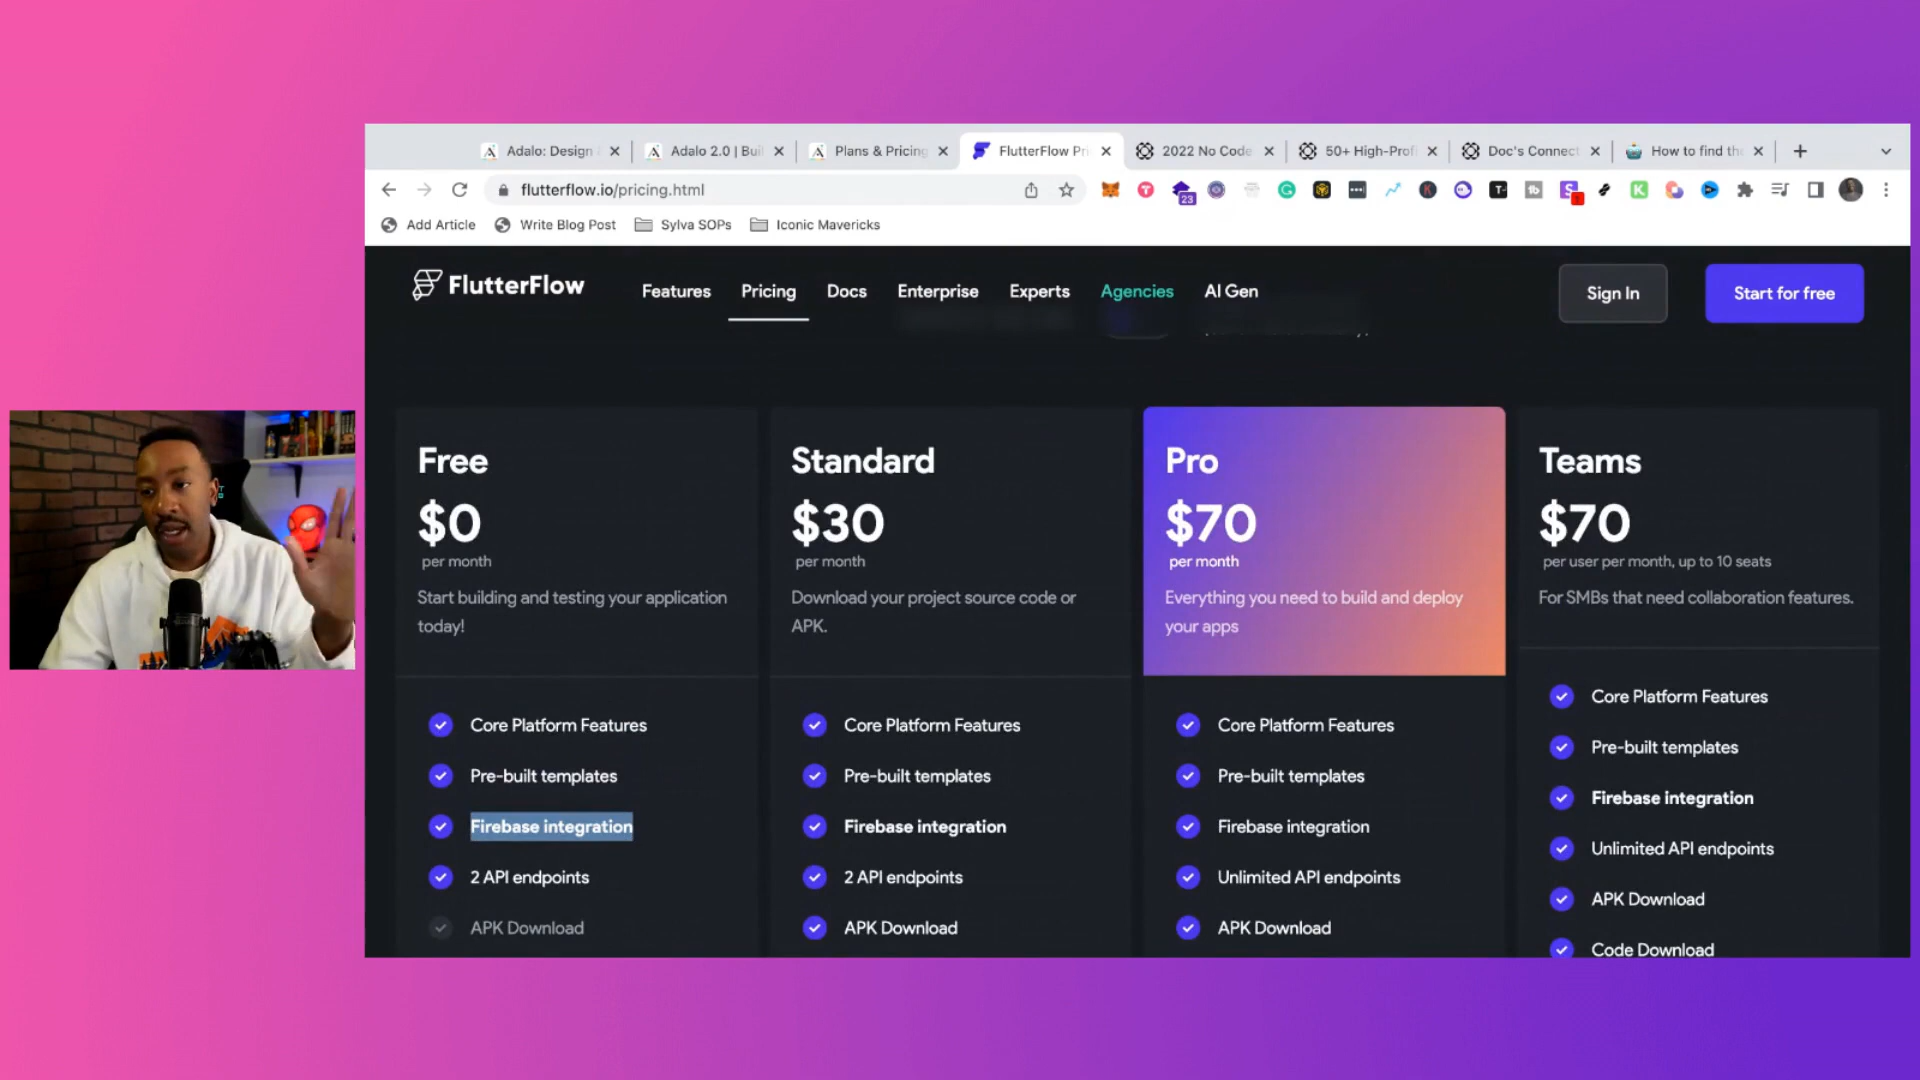 Adalo: Design
Adalo 2.0 | Buil
Plans & Pricing
FlutterFlow Pri
2022 No Code
50+ High-Profi
Doc's Connect
How to find the
flutterflow.io/pricing.html
23
Add Article
Write Blog Post
Sylva SOPs
Iconic Mavericks
FlutterFlow
Features
Pricing
Docs
Enterprise
Experts
Agencies
AI Gen
Sign In
Start for free
Free
$0
per month
Start building and testing your application
today!
Core Platform Features
Pre-built templates
Firebase integration
2 API endpoints
APK Download
Standard
$30
per month
Download your project source code or
APK.
Core Platform Features
Pre-built templates
Firebase integration
2 API endpoints
APK Download
Pro
$70
per month
Everything you need to build and deploy
your apps
Core Platform Features
Pre-built templates
Firebase integration
Unlimited API endpoints
APK Download
Teams
$70
per user per month, up to 10 seats
For SMBs that need collaboration features.
Core Platform Features
Pre-built templates
Firebase integration
Unlimited API endpoints
APK Download
Code Download